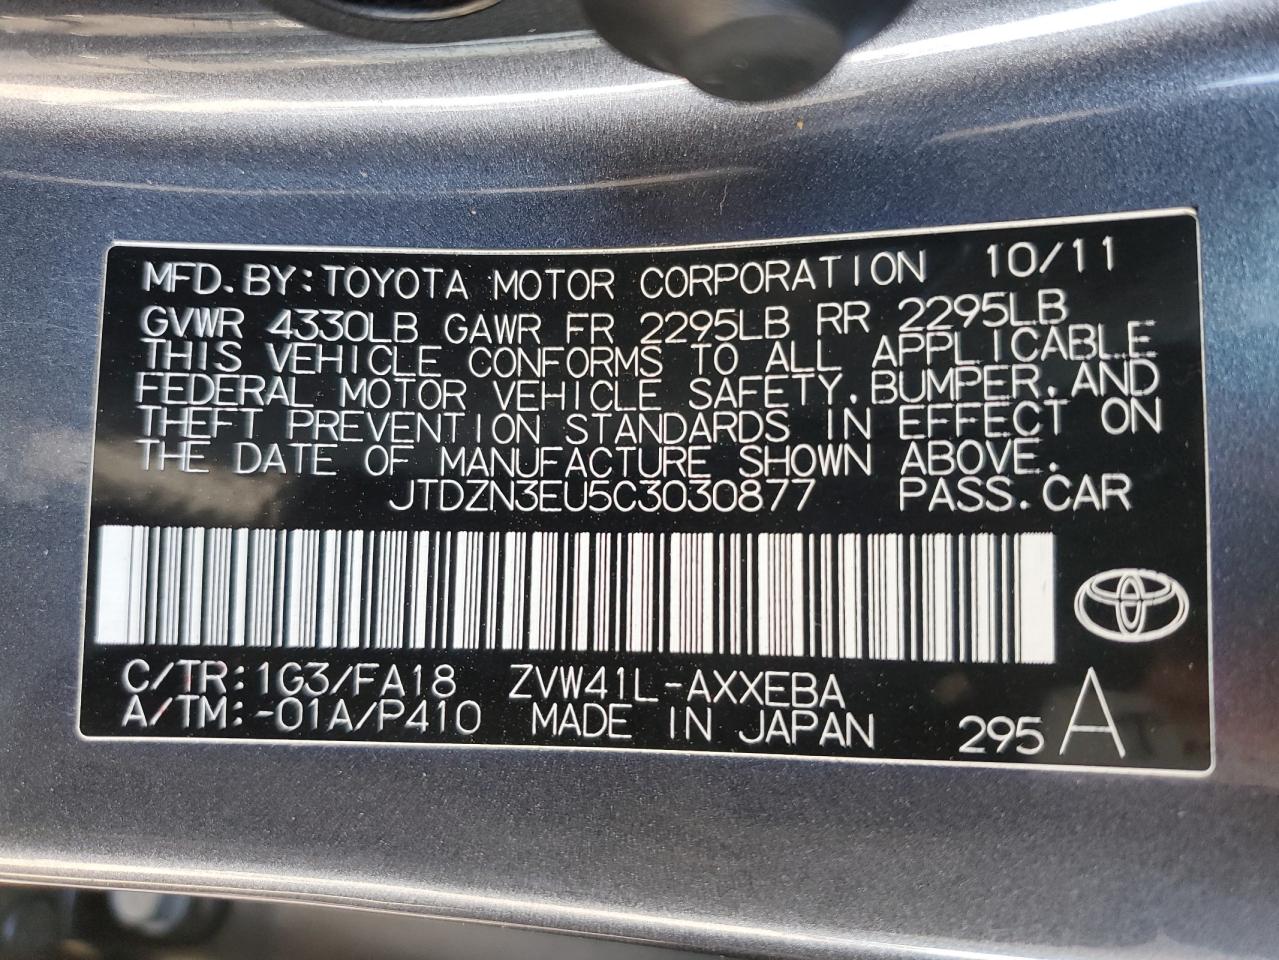 MFD. BY: TOYOTA MOTOR CORPORATION 10/11
GVWR 4330LB GAWR FR 2295LB RR 2295LB
THIS VEHICLE CONFORMS TO ALL APPLICABLE
FEDERAL MOTOR VEHICLE SAFETY, BUMPER, AND
THEFT PREVENTION STANDARDS IN EFFECT ON
THE DATE OF MANUFACTURE SHOWN ABOVE.
JTDZN3EU5C3030877 PASS. CAR
C/TR: 1G3/FA18 ZVW41L-AXXEBA
A/TM: -01A/P410 MADE IN JAPAN 295 A